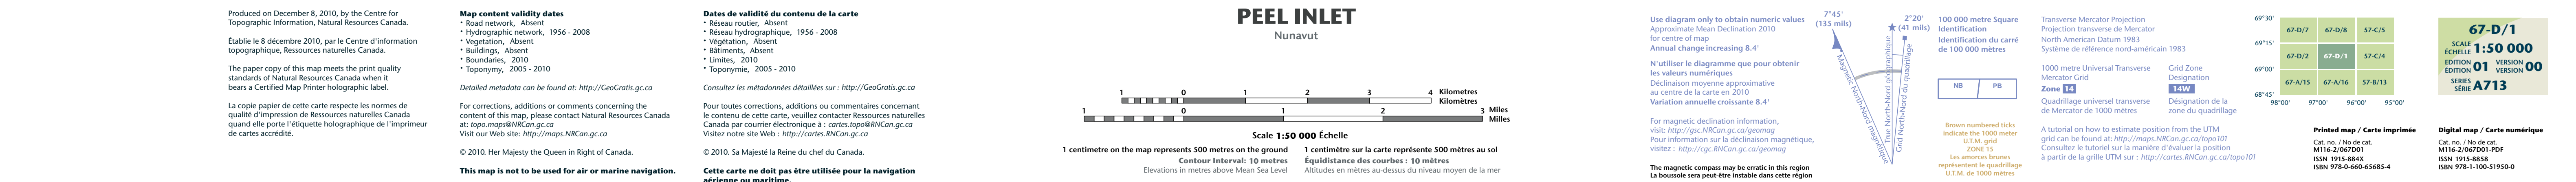 Produced on December 8, 2010, by the Centre for
Topographic Information, Natural Resources Canada.
Établie le 8 décembre 2010, par le Centre d'information
topographique, Ressources naturelles Canada.
The paper copy of this map meets the print quality
standards of Natural Resources Canada when it
bears a Certified Map Printer holographic label.
La copie papier de cette carte respecte les normes de
qualité d'impression de Ressources naturelles Canada
quand elle porte l'étiquette holographique de l'imprimeur
de cartes accrédité.
Map content validity dates
• Road network, Absent
• Hydrographic network, 1956 - 2008
• Vegetation, Absent
• Buildings, Absent
• Boundaries, 2010
• Toponymy, 2005 - 2010
Detailed metadata can be found at: http://GeoGratis.gc.ca
For corrections, additions or comments concerning the
content of this map, please contact Natural Resources Canada
at: topo.maps@NRCan.gc.ca
Visit our Web site: http://maps.NRCan.gc.ca
© 2010. Her Majesty the Queen in Right of Canada.
This map is not to be used for air or marine navigation.
Dates de validité du contenu de la carte
• Réseau routier, Absent
• Réseau hydrographique, 1956 - 2008
• Végétation, Absent
• Bâtiments, Absent
• Limites, 2010
• Toponymie, 2005 - 2010
Consultez les métadonnées détaillées sur : http://GeoGratis.gc.ca
Pour toutes corrections, additions ou commentaires concernant
le contenu de cette carte, veuillez contacter Ressources naturelles
Canada par courrier électronique à : cartes.topo@RNCan.gc.ca
Visitez notre site Web : http://cartes.RNCan.gc.ca
© 2010. Sa Majesté la Reine du chef du Canada.
Cette carte ne doit pas être utilisée pour la navigation
aérienne ou maritime.
PEEL INLET
Nunavut
1 0 1 2 3 4 Kilometres
Kilomètres
1 0 1 2 3 Miles
Milles
Scale 1:50 000 Échelle
1 centimetre on the map represents 500 metres on the ground
1 centimètre sur la carte représente 500 mètres au sol
Contour Interval: 10 metres
Équidistance des courbes : 10 mètres
Elevations in metres above Mean Sea Level
Altitudes en mètres au-dessus du niveau moyen de la mer
Use diagram only to obtain numeric values
Approximate Mean Declination 2010
for centre of map
Annual change increasing 8.4'
N'utiliser le diagramme que pour obtenir
les valeurs numériques
Déclinaison moyenne approximative
au centre de la carte en 2010
Variation annuelle croissante 8.4'
For magnetic declination information,
visit: http://gsc.NRCan.gc.ca/geomag
Pour information sur la déclinaison magnétique,
visitez : http://cgc.RNCan.gc.ca/geomag
The magnetic compass may be erratic in this region
La boussole sera peut-être instable dans cette région
7°45'
(135 mils)
2°20'
(41 mils)
Magnetic North•Nord magnétique
True North•Nord géographique
Grid North•Nord du quadrillage
100 000 metre Square
Identification
Identification du carré
de 100 000 mètres
NB PB
Brown numbered ticks
indicate the 1000 meter
U.T.M. grid
ZONE 15
Les amorces brunes
représentent le quadrillage
U.T.M. de 1000 mètres
Transverse Mercator Projection
Projection transverse de Mercator
North American Datum 1983
Système de référence nord-américain 1983
1000 metre Universal Transverse
Mercator Grid
Zone 14
Quadrillage universel transverse
de Mercator de 1000 mètres
Grid Zone
Designation
14W
Désignation de la
zone du quadrillage
A tutorial on how to estimate position from the UTM
grid can be found at: http://maps.NRCan.gc.ca/topo101
Consultez le tutoriel sur la manière d'évaluer la position
à partir de la grille UTM sur : http://cartes.RNCan.gc.ca/topo101
69°30'
67-D/7 67-D/8 57-C/5
69°15'
67-D/2 67-D/1 57-C/4
69°00'
67-A/15 67-A/16 57-B/13
68°45'
98°00' 97°00' 96°00' 95°00'
Printed map / Carte imprimée
Cat. no. / No de cat.
M116-2/067D01
ISSN 1915-884X
ISBN 978-0-660-65685-4
67-D/1
SCALE
ÉCHELLE 1:50 000
EDITION
ÉDITION 01 VERSION
VERSION 00
SERIES
SÉRIE A713
Digital map / Carte numérique
Cat. no. / No de cat.
M116-2/067D01-PDF
ISSN 1915-8858
ISBN 978-1-100-51950-0